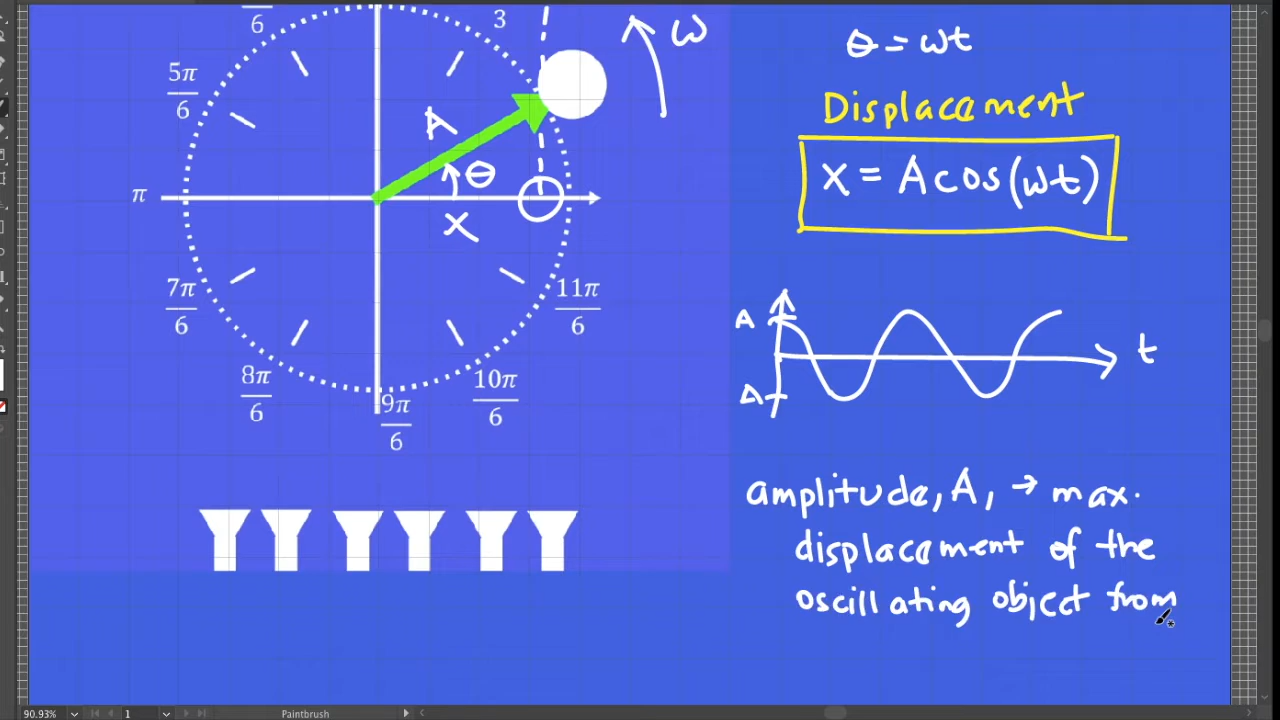 6
3
ω
θ = ωt
5π
6
A
Displacement
θ
x = A cos(ωt)
π
x
7π
6
11π
6
A
t
A
8π
6
10π
6
9π
6
amplitude, A, → max.
displacement of the
oscillating object from
90.93%
1
Paintbrush